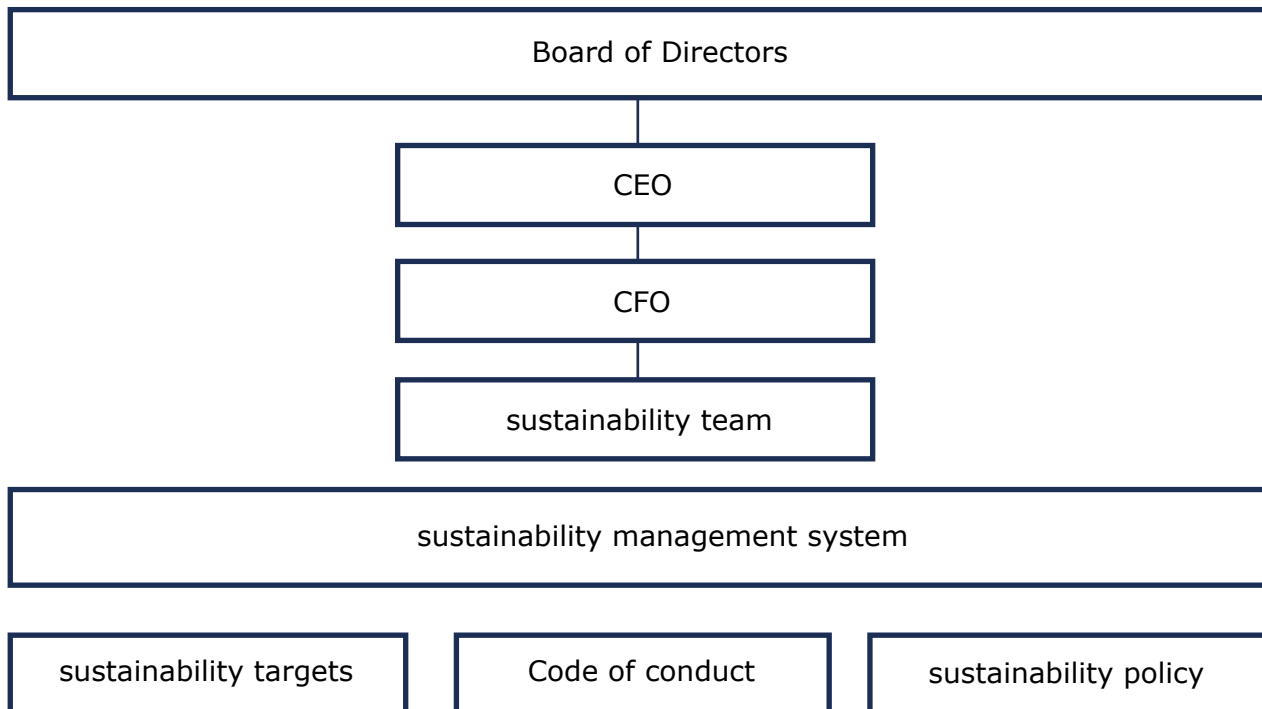 Board of Directors
CEO
CFO
sustainability team
sustainability management system
sustainability targets
Code of conduct
sustainability policy